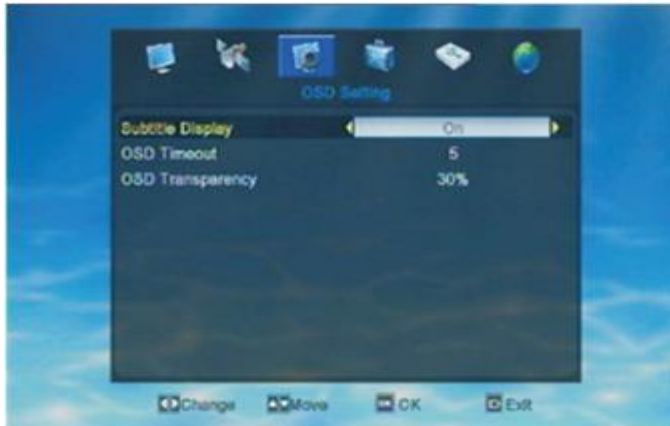 OSD Setting
Subtitle Display On
OSD Timeout 5
OSD Transparency 30%
Change Move OK Exit